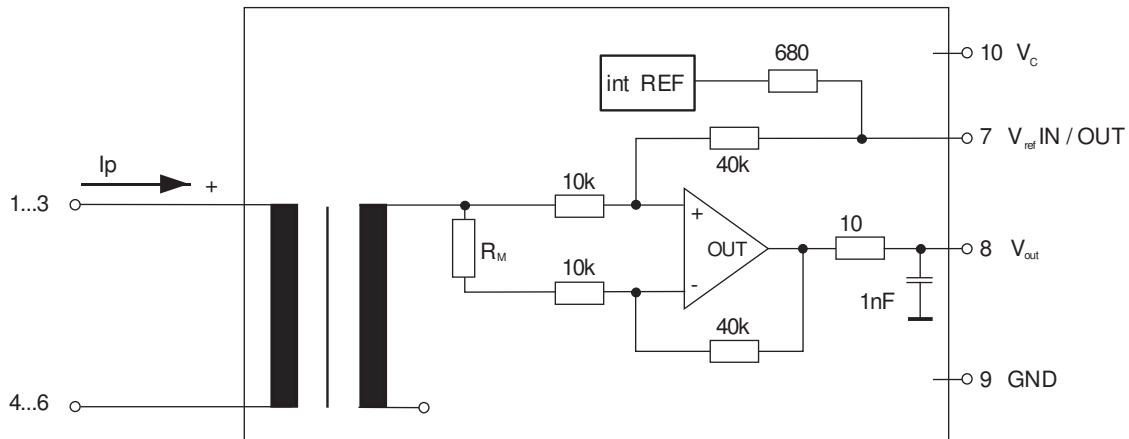 10 V_C
680
int REF
7 V_ref IN / OUT
40k
Ip
+
10k
1...3
+
OUT
10
8 V_out
R_M
10k
-
1nF
40k
9 GND
4...6